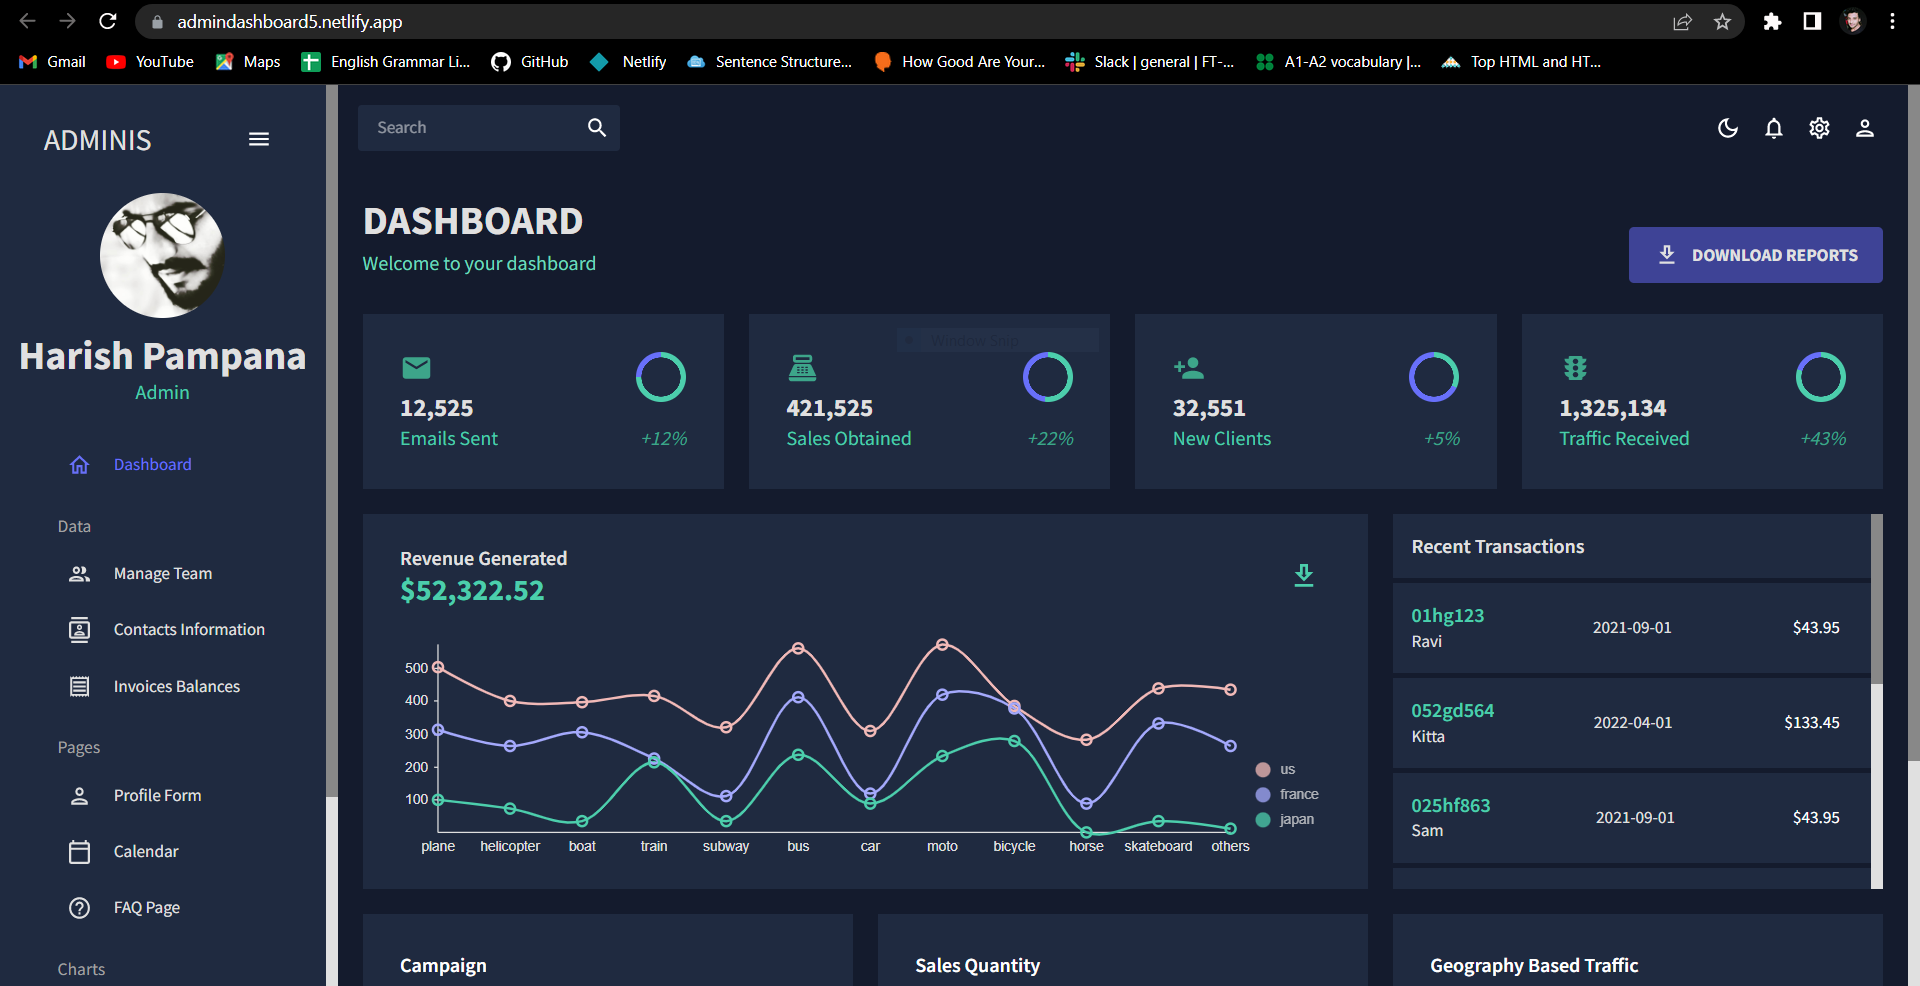 admindashboard5.netlify.app
Gmail
YouTube
Maps
English Grammar Li...
GitHub
Netlify
Sentence Structure...
How Good Are Your...
Slack | general | FT-...
A1-A2 vocabulary |...
Top HTML and HT...
ADMINIS
Harish Pampana
Admin
Dashboard
Data
Manage Team
Contacts Information
Invoices Balances
Pages
Profile Form
Calendar
FAQ Page
Charts
Search
DASHBOARD
Welcome to your dashboard
DOWNLOAD REPORTS
Window Snip
12,525
Emails Sent
+12%
421,525
Sales Obtained
+22%
32,551
New Clients
+5%
1,325,134
Traffic Received
+43%
Revenue Generated
$52,322.52
500
400
300
200
100
plane helicopter boat train subway bus car moto bicycle horse skateboard others
us
france
japan
Recent Transactions
01hg123
Ravi
2021-09-01
$43.95
052gd564
Kitta
2022-04-01
$133.45
025hf863
Sam
2021-09-01
$43.95
Campaign
Sales Quantity
Geography Based Traffic